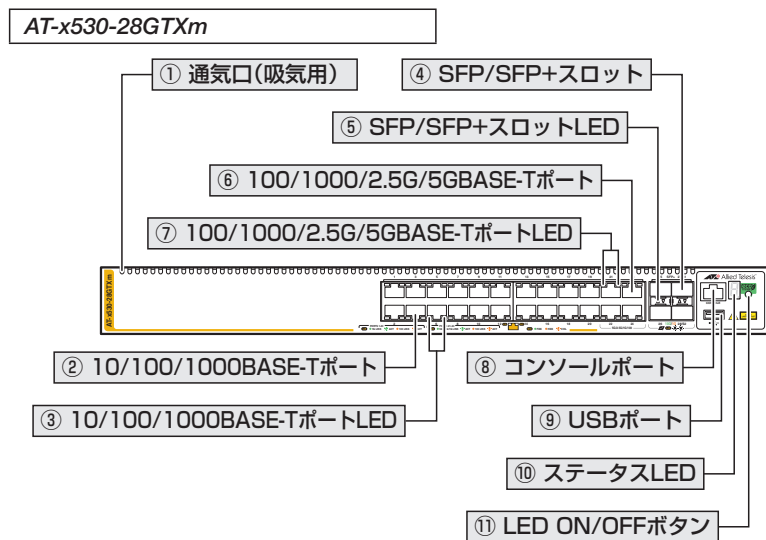 AT-x530-28GTXm
① 通気口(吸気用)
④ SFP/SFP+スロット
⑤ SFP/SFP+スロットLED
⑥ 100/1000/2.5G/5GBASE-Tポート
⑦ 100/1000/2.5G/5GBASE-TポートLED
AT-x530-28GTXm
Allied Telesis
② 10/100/1000BASE-Tポート
③ 10/100/1000BASE-TポートLED
⑧ コンソールポート
⑨ USBポート
⑩ ステータスLED
⑪ LED ON/OFFボタン